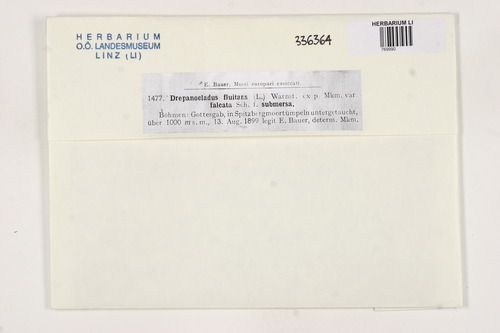 HERBARIUM
O.Ö. LANDESMUSEUM
LINZ (LI)
336364
HERBARIUM LI
E. Bauer, Musci europaei exsiccati.
1477. Drepanocladus fluitans (L.) Warnst. ex p. Mkm. var.
falcata Sch. f. submersa.
Böhmen: Gottesgab, in Spitzbergmoortümpeln untergetaucht,
über 1000 m s. m., 13. Aug. 1899 legit E. Bauer, determ. Mkm.